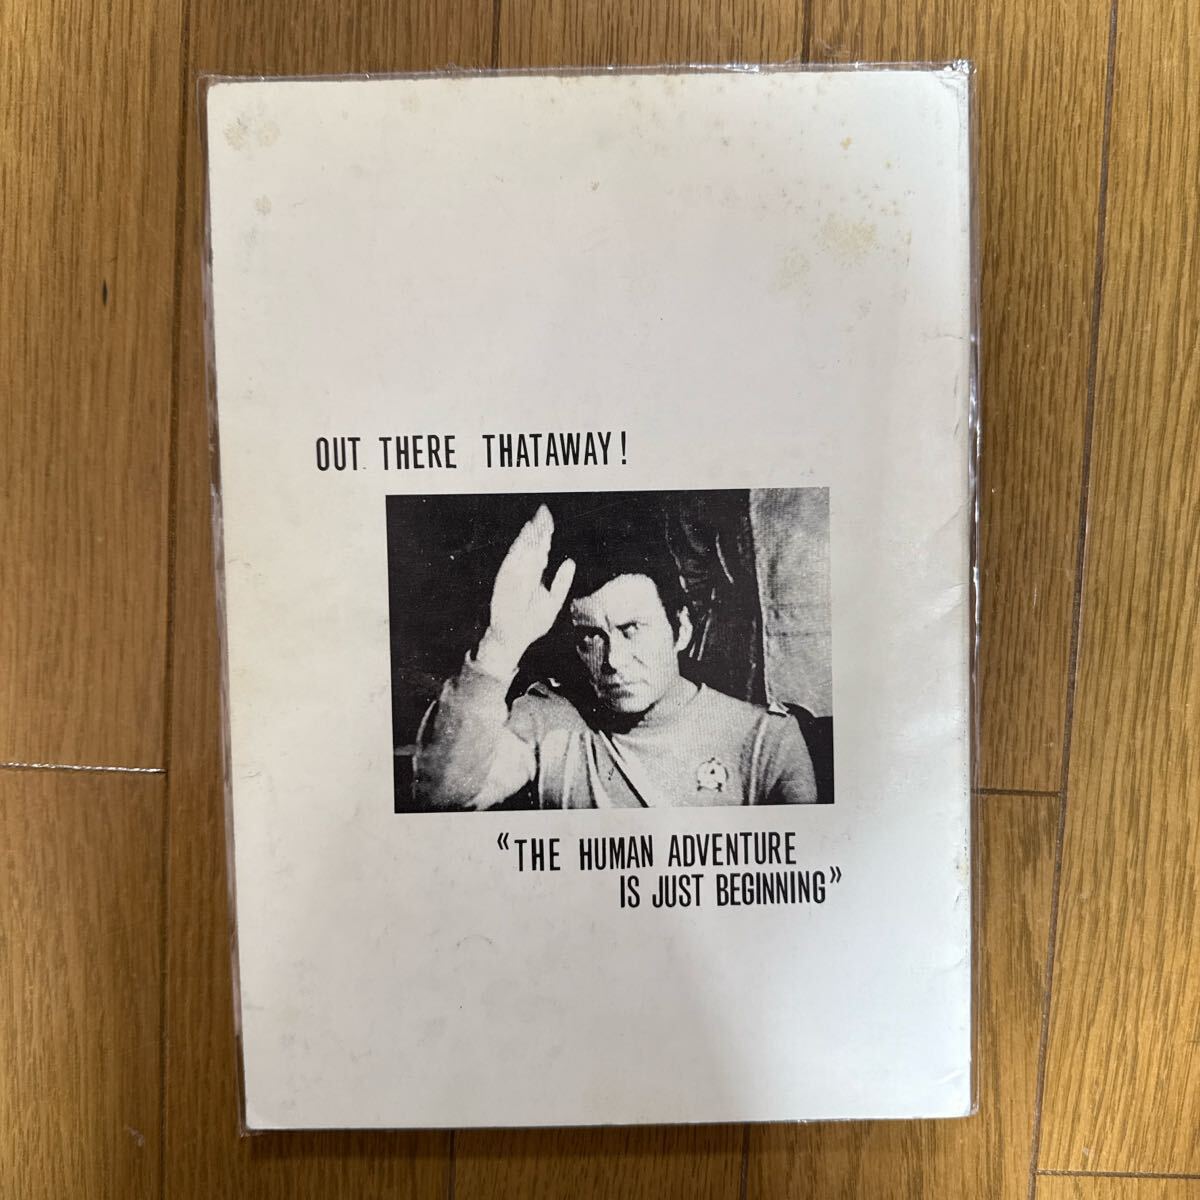 OUT THERE THATAWAY!
《THE HUMAN ADVENTURE
IS JUST BEGINNING》